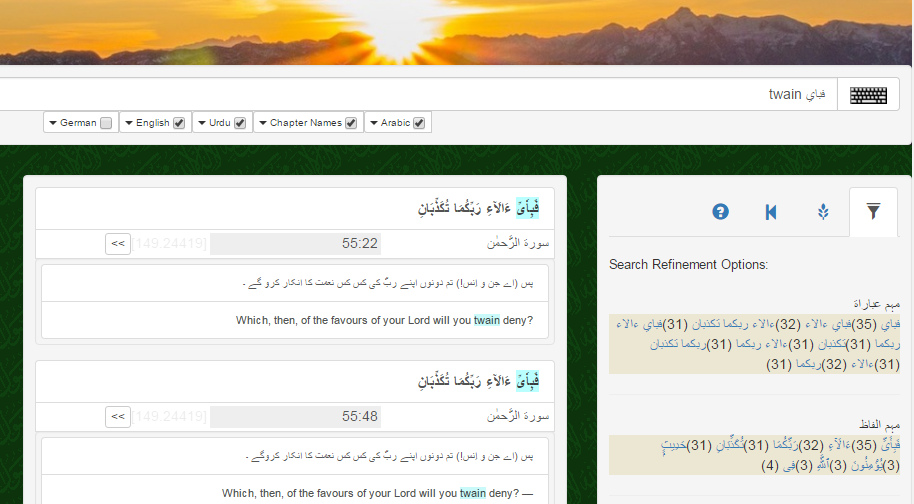 فباي twain
German English Urdu Chapter Names Arabic
فَبِأَىِّ ءَالَآءِ رَبِّكُمَا تُكَذِّبَانِ
سورة الرَّحمٰن 55:22 [149.24419] <<
پس (اے جن و اِنس!) تم دونوں اپنے ربّ کی کس کس نعمت کا انکار کرو گے ۔
Which, then, of the favours of your Lord will you twain deny?
فَبِأَىِّ ءَالَآءِ رَبِّكُمَا تُكَذِّبَانِ
سورة الرَّحمٰن 55:48 [149.24419] <<
پس (اے جن و اِنس!) تم دونوں اپنے ربّ کی کس کس نعمت کا انکار کروگے ۔
Which, then, of the favours of your Lord will you twain deny? —
Search Refinement Options:
مہم عباراة
فباي (35) فباي ءالاء (32) ءالاء ربكما تكذبان (31) فباي ءالاء
ربكما (31) تكذبان (31) ءالاء ربكما (31) ربكما تكذبان
(31) ءالاء (32) ربكما (31)
مہم الفاظ
فَبِأَىِّ (35) ءَالَآءِ (32) رَبِّكُمَا (31) تُكَذِّبَانِ (31)
(3) يُؤْمِنُونَ (3) ٱللَّهِ (3) فِى (4)